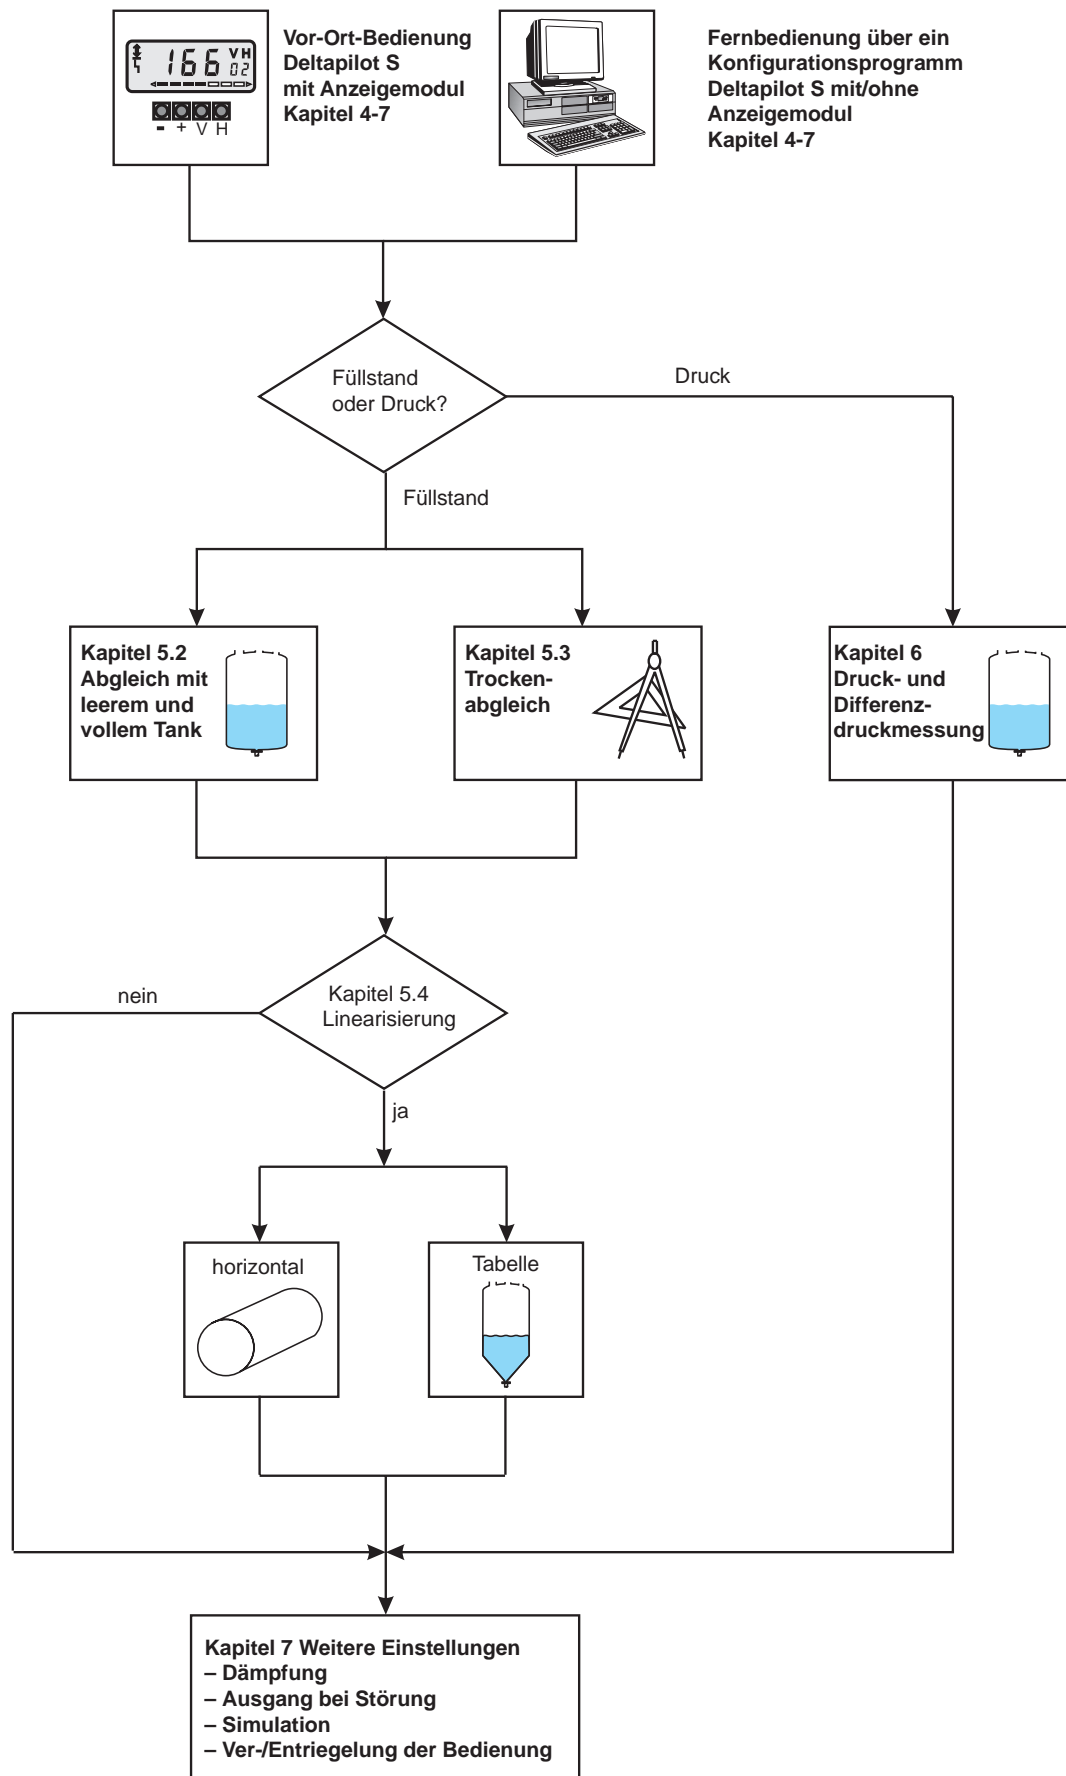 166 VH
02
- + V H
Vor-Ort-Bedienung
Deltapilot S
mit Anzeigemodul
Kapitel 4-7
Fernbedienung über ein
Konfigurationsprogramm
Deltapilot S mit/ohne
Anzeigemodul
Kapitel 4-7
Füllstand
oder Druck?
Druck
Füllstand
Kapitel 5.2
Abgleich mit
leerem und
vollem Tank
Kapitel 5.3
Trocken-
abgleich
Kapitel 6
Druck- und
Differenz-
druckmessung
nein
Kapitel 5.4
Linearisierung
ja
horizontal
Tabelle
Kapitel 7 Weitere Einstellungen
– Dämpfung
– Ausgang bei Störung
– Simulation
– Ver-/Entriegelung der Bedienung